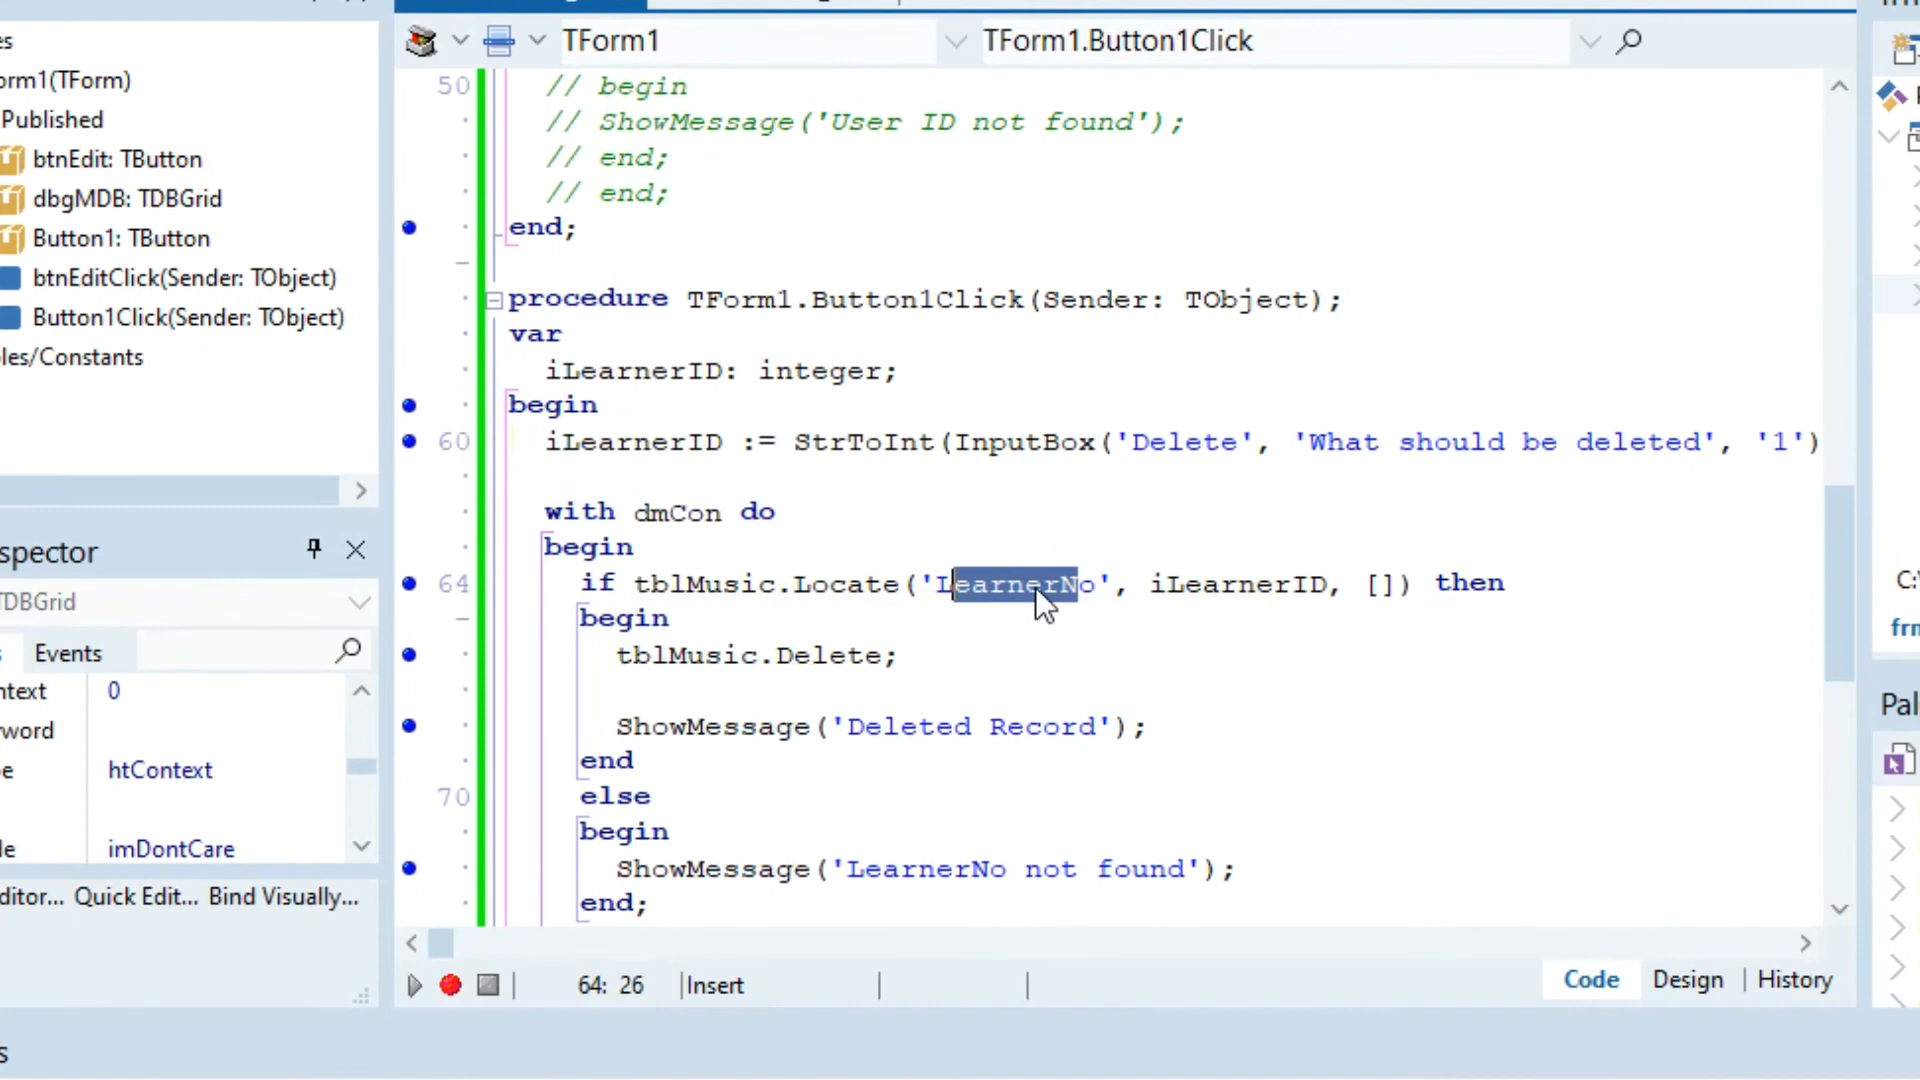 TForm1
TForm1.Button1Click
es
orm1(TForm)
Published
btnEdit: TButton
dbgMDB: TDBGrid
Button1: TButton
btnEditClick(Sender: TObject)
Button1Click(Sender: TObject)
les/Constants
spector
TDBGrid
s
Events
ntext
0
word
e
htContext
le
imDontCare
ditor... Quick Edit... Bind Visually...
s
50
// begin
// ShowMessage('User ID not found');
// end;
// end;
end;
procedure TForm1.Button1Click(Sender: TObject);
var
iLearnerID: integer;
begin
60
iLearnerID := StrToInt(InputBox('Delete', 'What should be deleted', '1')
with dmCon do
begin
64
if tblMusic.Locate('LearnerNo', iLearnerID, []) then
begin
tblMusic.Delete;
ShowMessage('Deleted Record');
end
70
else
begin
ShowMessage('LearnerNo not found');
end;
64: 26
Insert
Code
Design
History
C:\
frm
Pal